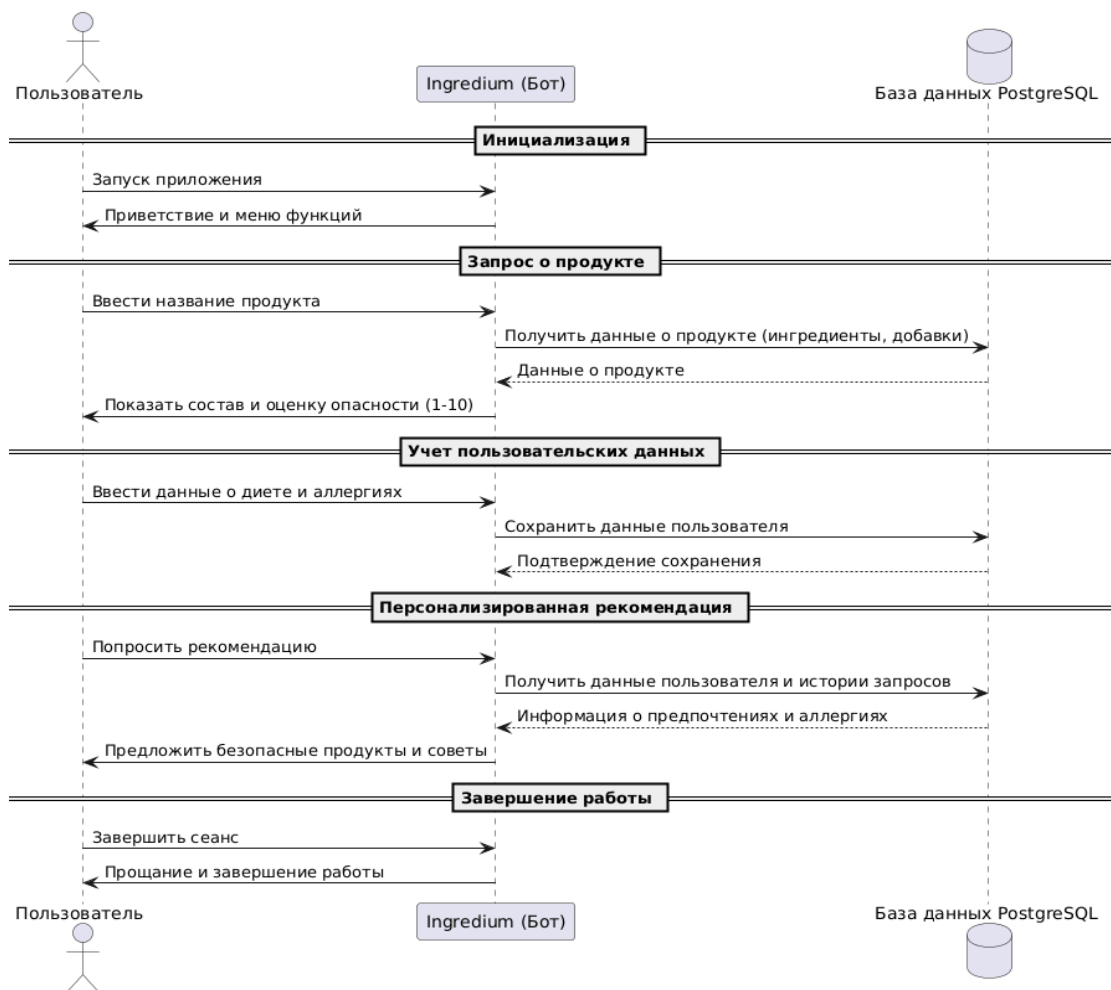 Пользователь
Ingredium (Бот)
База данных PostgreSQL
Инициализация
Запуск приложения
Приветствие и меню функций
Запрос о продукте
Ввести название продукта
Получить данные о продукте (ингредиенты, добавки)
Данные о продукте
Показать состав и оценку опасности (1-10)
Учет пользовательских данных
Ввести данные о диете и аллергиях
Сохранить данные пользователя
Подтверждение сохранения
Персонализированная рекомендация
Попросить рекомендацию
Получить данные пользователя и истории запросов
Информация о предпочтениях и аллергиях
Предложить безопасные продукты и советы
Завершение работы
Завершить сеанс
Прощание и завершение работы
Пользователь
Ingredium (Бот)
База данных PostgreSQL